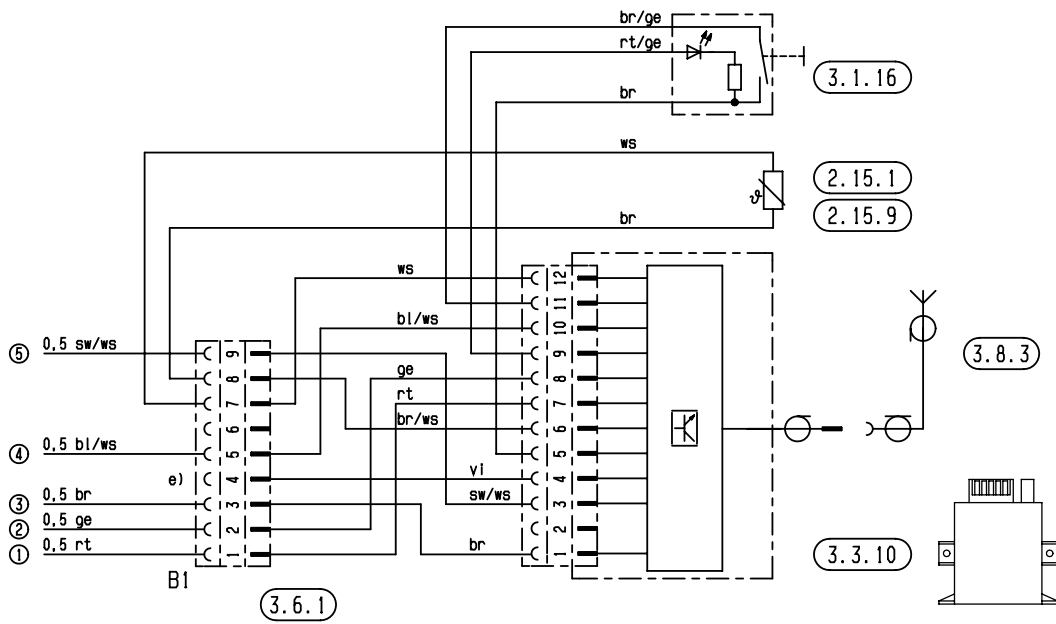 br/ge
rt/ge
3.1.16
br
ws
2.15.1
ϑ
2.15.9
br
ws
12
11
bl/ws
10
⑤ 0,5 sw/ws
9
9
3.8.3
8
ge
8
7
rt
7
6
br/ws
6
④ 0,5 bl/ws
5
5
e)
4
vi
4
③ 0,5 br
3
sw/ws
3
② 0,5 ge
2
2
① 0,5 rt
1
br
1
3.3.10
B1
3.6.1